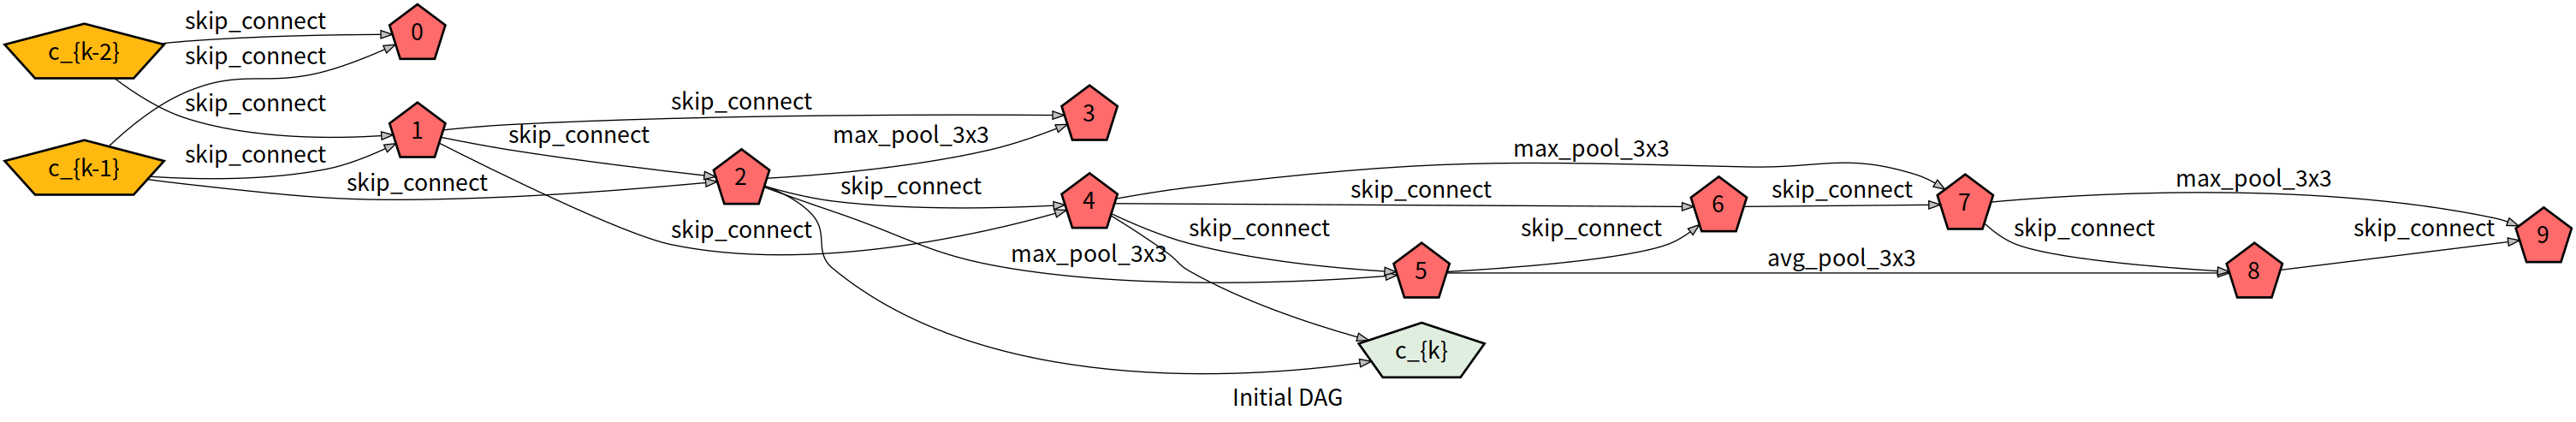 skip_connect
0
c_{k-2}
skip_connect
skip_connect
skip_connect
3
1
skip_connect
max_pool_3x3
skip_connect
max_pool_3x3
c_{k-1}
skip_connect
2
skip_connect
skip_connect
skip_connect
max_pool_3x3
4
6
7
skip_connect
skip_connect
skip_connect
skip_connect
skip_connect
9
max_pool_3x3
avg_pool_3x3
5
8
c_{k}
Initial DAG